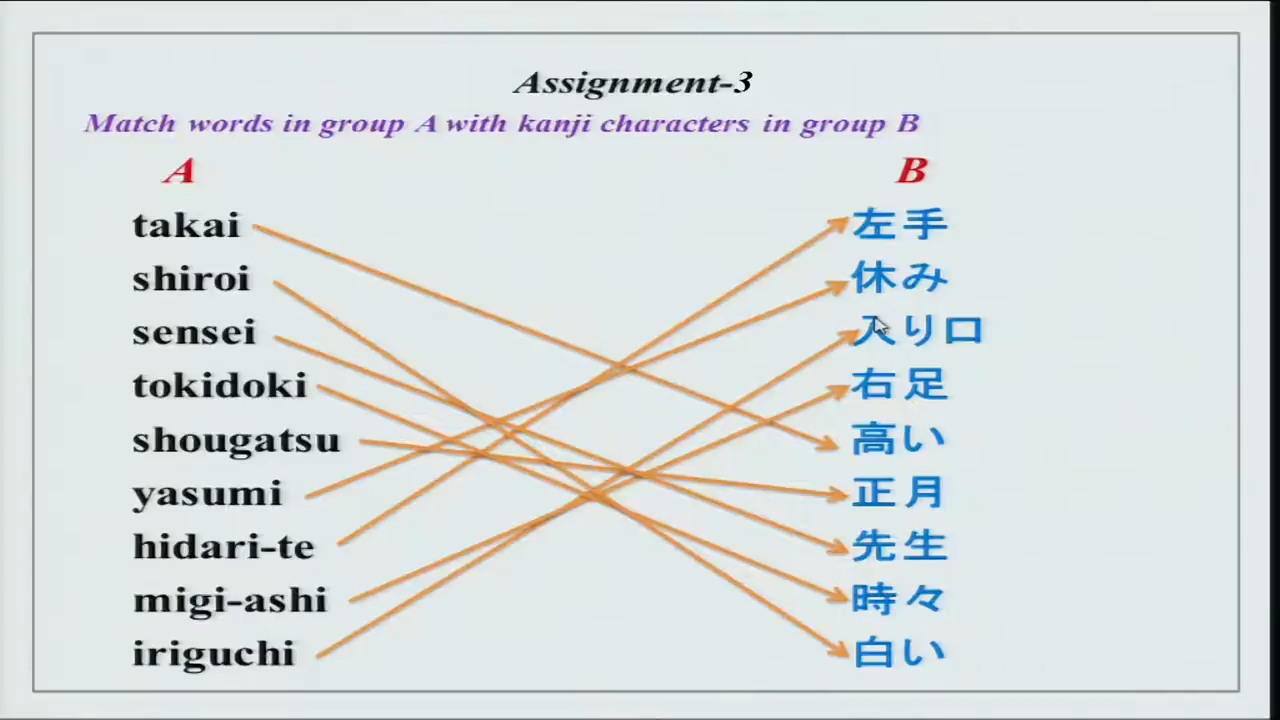 Assignment-3
Match words in group A with kanji characters in group B
A B
takai 左手
shiroi 休み
sensei 入り口
tokidoki 右足
shougatsu 高い
yasumi 正月
hidari-te 先生
migi-ashi 時々
iriguchi 白い